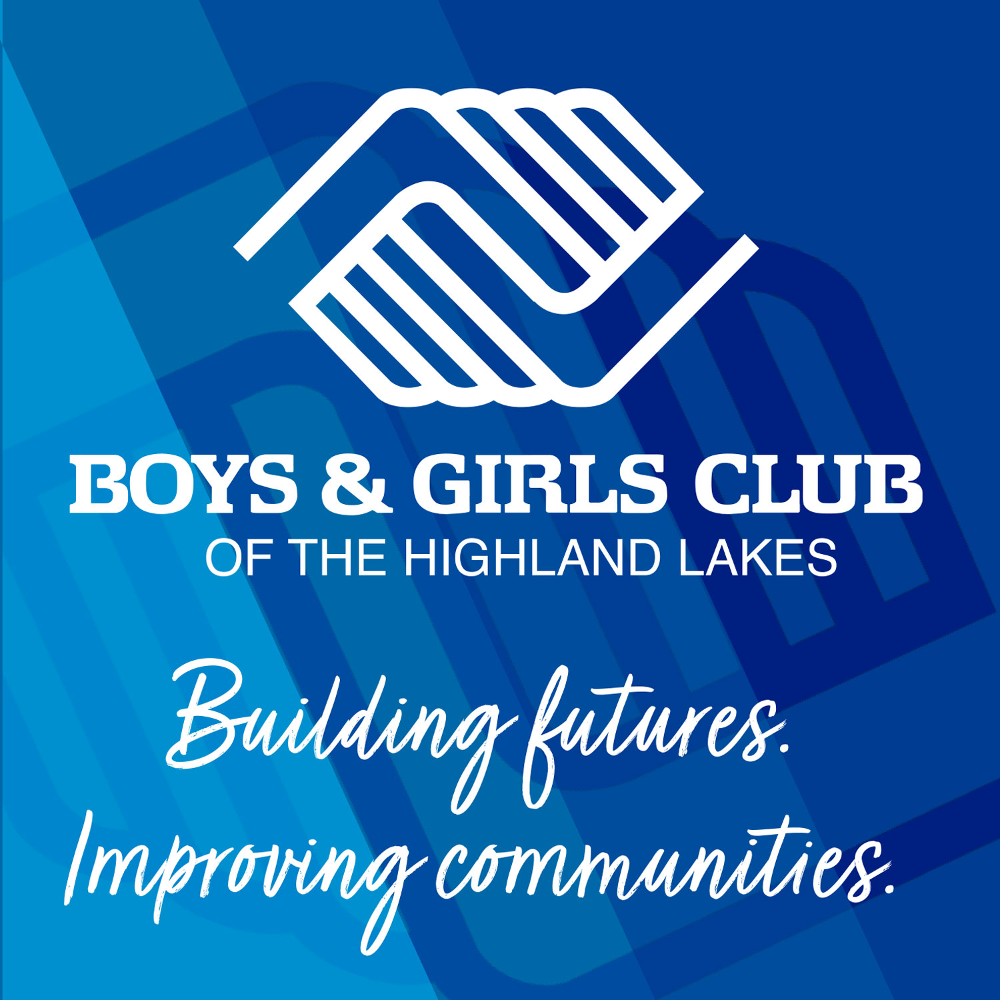 BOYS & GIRLS CLUB
OF THE HIGHLAND LAKES
Building futures.
Improving communities.